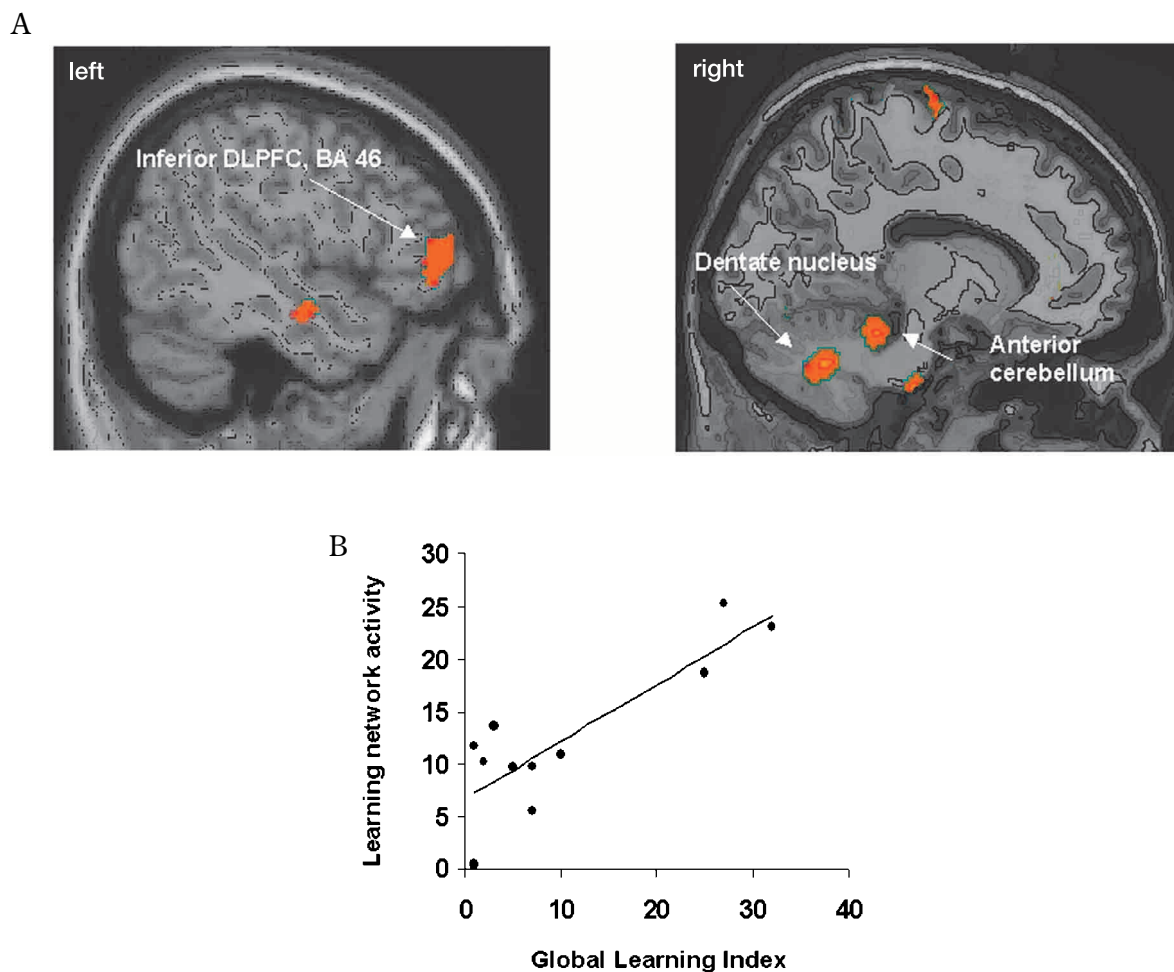 A
left
Inferior DLPFC, BA 46
right
Dentate nucleus
Anterior
cerebellum
B
Learning network activity
30
25
20
15
10
5
0
0 10 20 30 40
Global Learning Index